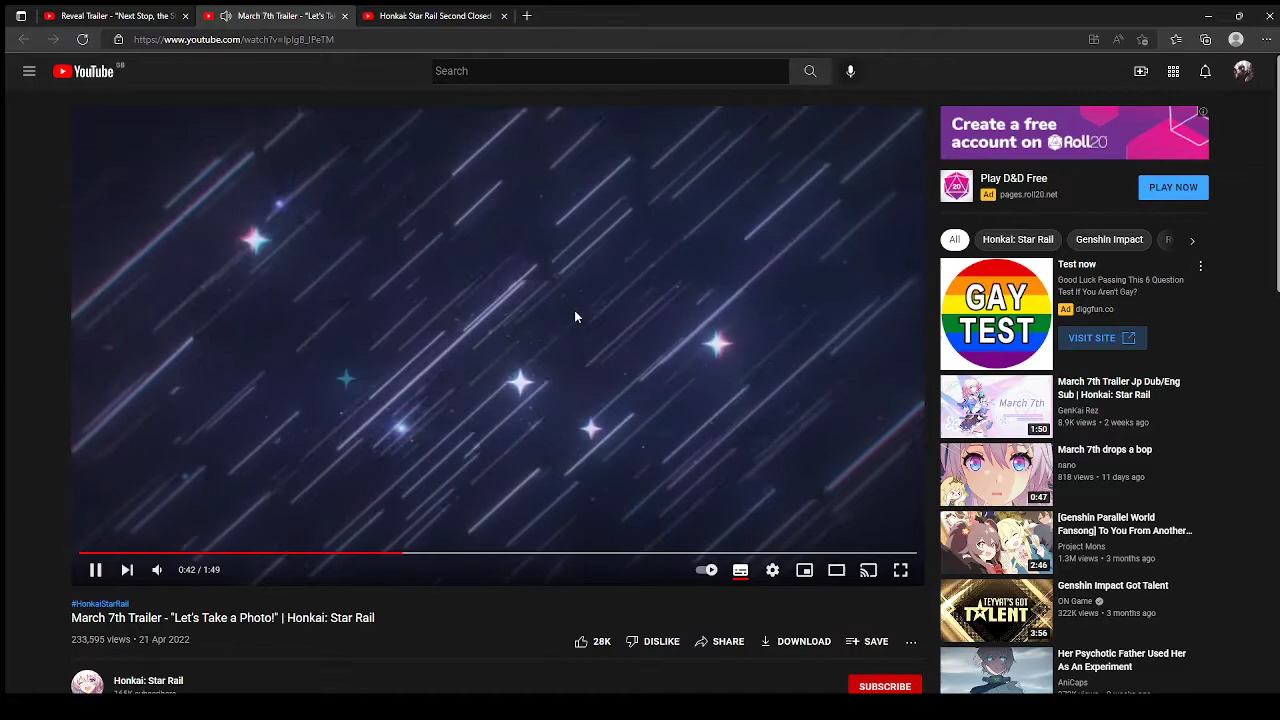 Reveal Trailer - "Next Stop, the S
March 7th Trailer - "Let's Ta
Honkai: Star Rail Second Closed
https://www.youtube.com/watch?v=IpIg8_IPeTM
YouTube GB
Search
Create a free
account on Roll20
Play D&D Free
Ad pages.roll20.net
PLAY NOW
All
Honkai: Star Rail
Genshin Impact
GAY
TEST
Test now
Good Luck Passing This 6 Question
Test If You Aren't Gay?
Ad diggfun.co
VISIT SITE
March 7th
1:50
March 7th Trailer Jp Dub/Eng
Sub | Honkai: Star Rail
GenKai Rez
8.9K views • 2 weeks ago
0:47
March 7th drops a bop
nano
818 views • 11 days ago
2:46
[Genshin Parallel World
Fansong] To You From Another...
Project Mons
1.3M views • 3 months ago
TEYVAT'S GOT
TALENT
3:56
Genshin Impact Got Talent
ON Game
322K views • 3 months ago
Her Psychotic Father Used Her
As An Experiment
AniCaps
0:42 / 1:49
#HonkaiStarRail
March 7th Trailer - "Let's Take a Photo!" | Honkai: Star Rail
233,595 views • 21 Apr 2022
28K
DISLIKE
SHARE
DOWNLOAD
SAVE
Honkai: Star Rail
SUBSCRIBE